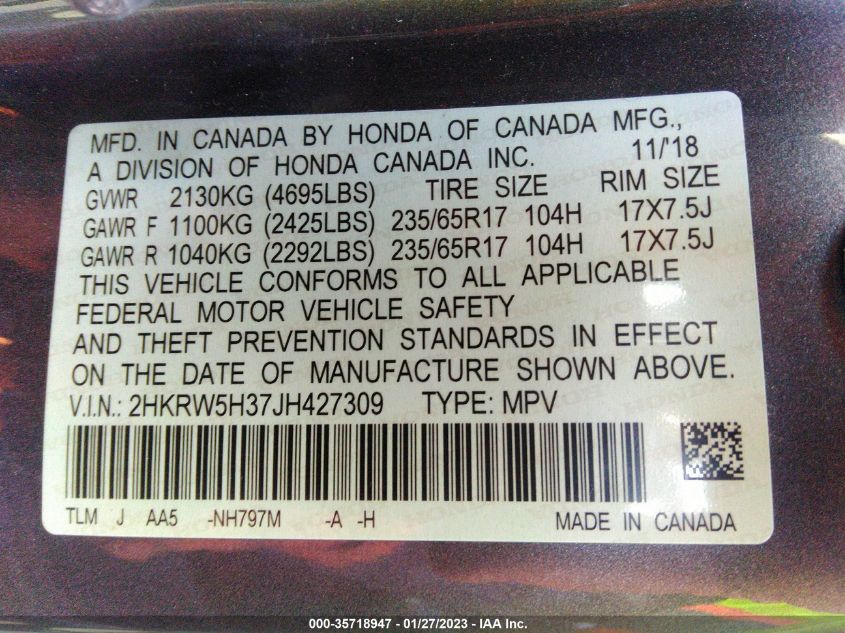 MFD. IN CANADA BY HONDA OF CANADA MFG.,
A DIVISION OF HONDA CANADA INC. 11/'18
GVWR 2130KG (4695LBS) TIRE SIZE RIM SIZE
GAWR F 1100KG (2425LBS) 235/65R17 104H 17X7.5J
GAWR R 1040KG (2292LBS) 235/65R17 104H 17X7.5J
THIS VEHICLE CONFORMS TO ALL APPLICABLE
FEDERAL MOTOR VEHICLE SAFETY
AND THEFT PREVENTION STANDARDS IN EFFECT
ON THE DATE OF MANUFACTURE SHOWN ABOVE.
V.I.N.: 2HKRW5H37JH427309 TYPE: MPV
TLM J AA5 -NH797M -A -H MADE IN CANADA
000-35718947 - 01/27/2023 - IAA Inc.